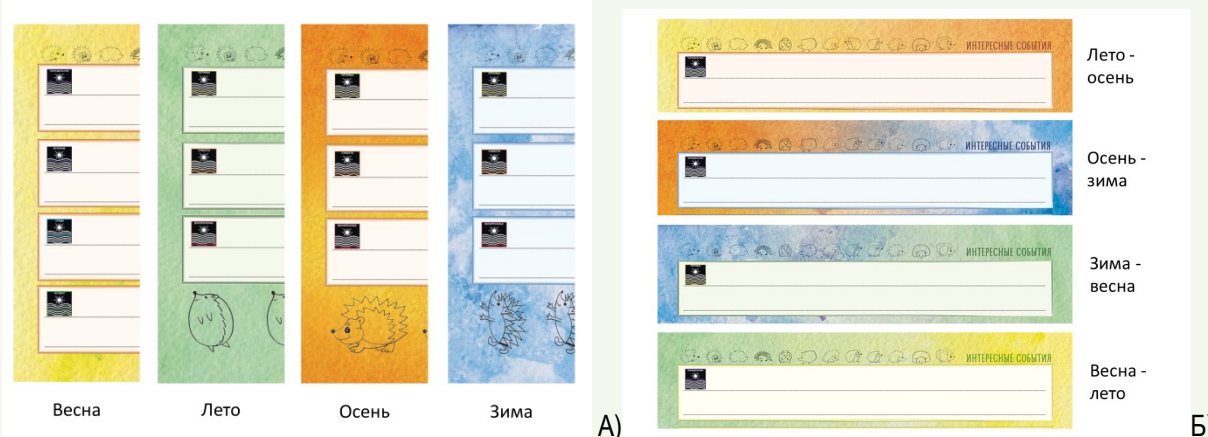 ИНТЕРЕСНЫЕ СОБЫТИЯ
Лето -
осень
ИНТЕРЕСНЫЕ СОБЫТИЯ
Осень -
зима
ИНТЕРЕСНЫЕ СОБЫТИЯ
Зима -
весна
ИНТЕРЕСНЫЕ СОБЫТИЯ
Весна -
лето
Весна Лето Осень Зима
А) Б)